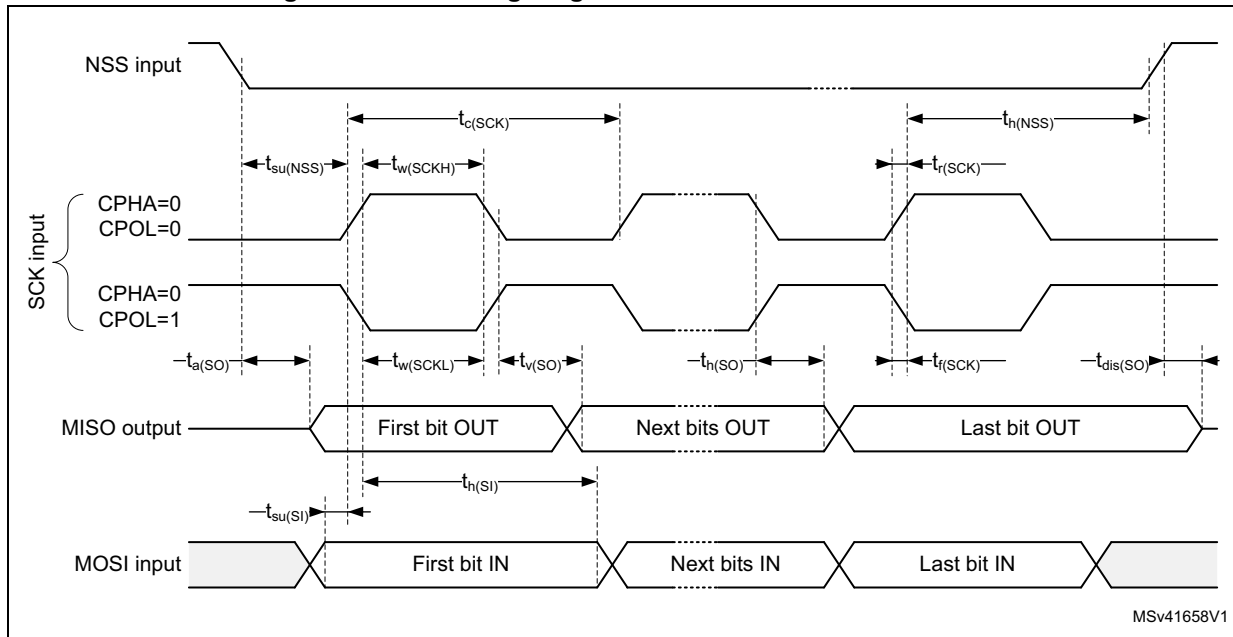 NSS input
tc(SCK)
th(NSS)
tsu(NSS)
tw(SCKH)
tr(SCK)
SCK input
CPHA=0
CPOL=0
CPHA=0
CPOL=1
ta(SO)
tw(SCKL)
tv(SO)
th(SO)
tf(SCK)
tdis(SO)
MISO output
First bit OUT
Next bits OUT
Last bit OUT
th(SI)
tsu(SI)
MOSI input
First bit IN
Next bits IN
Last bit IN
MSv41658V1